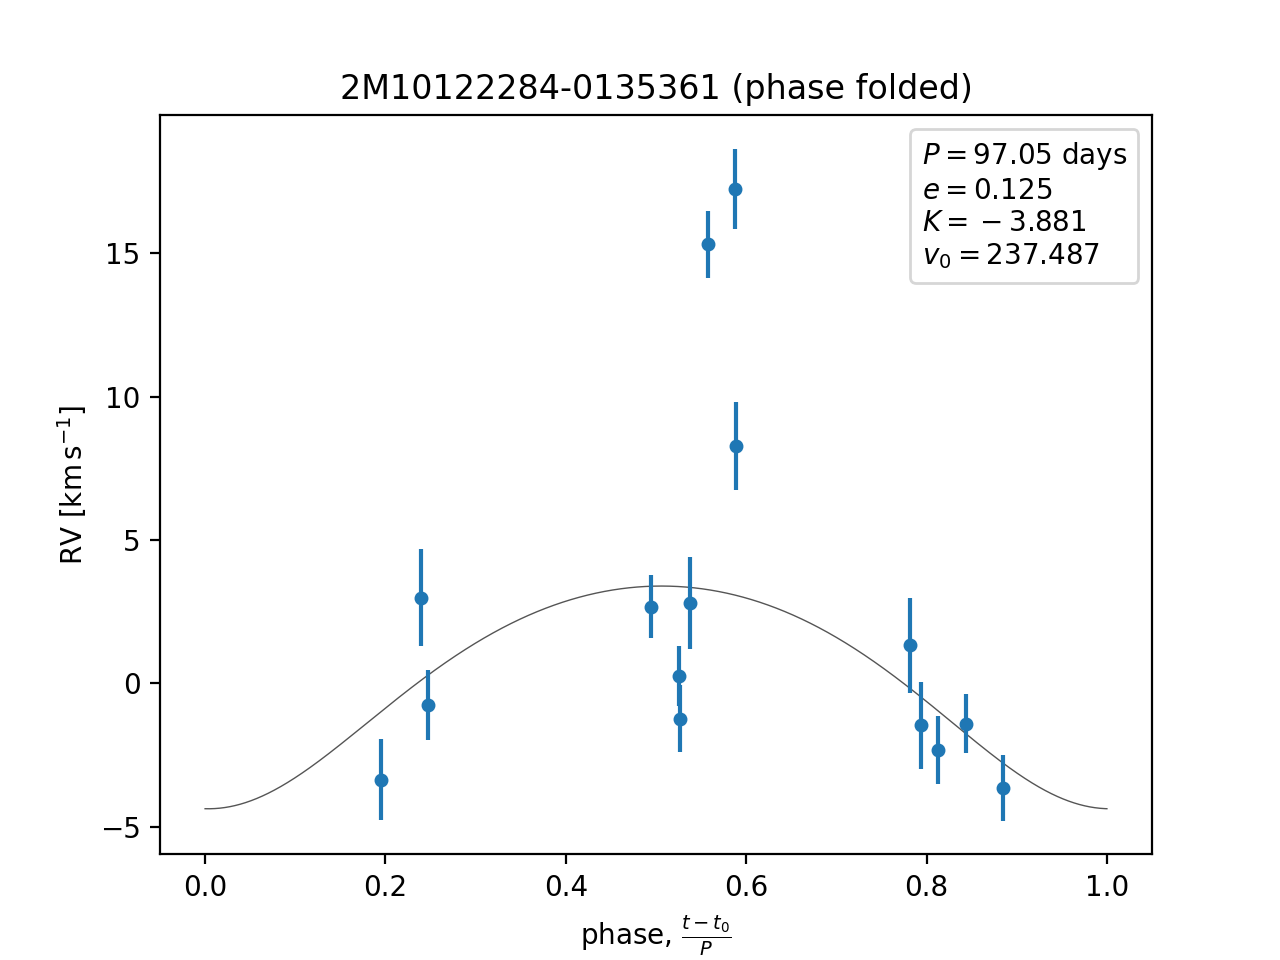 2M10122284-0135361 (phase folded)
P = 97.05 days
e = 0.125
K = −3.881
v₀ = 237.487
RV [km s⁻¹]
15
10
5
0
−5
0.0 0.2 0.4 0.6 0.8 1.0
phase, (t − t₀)/P